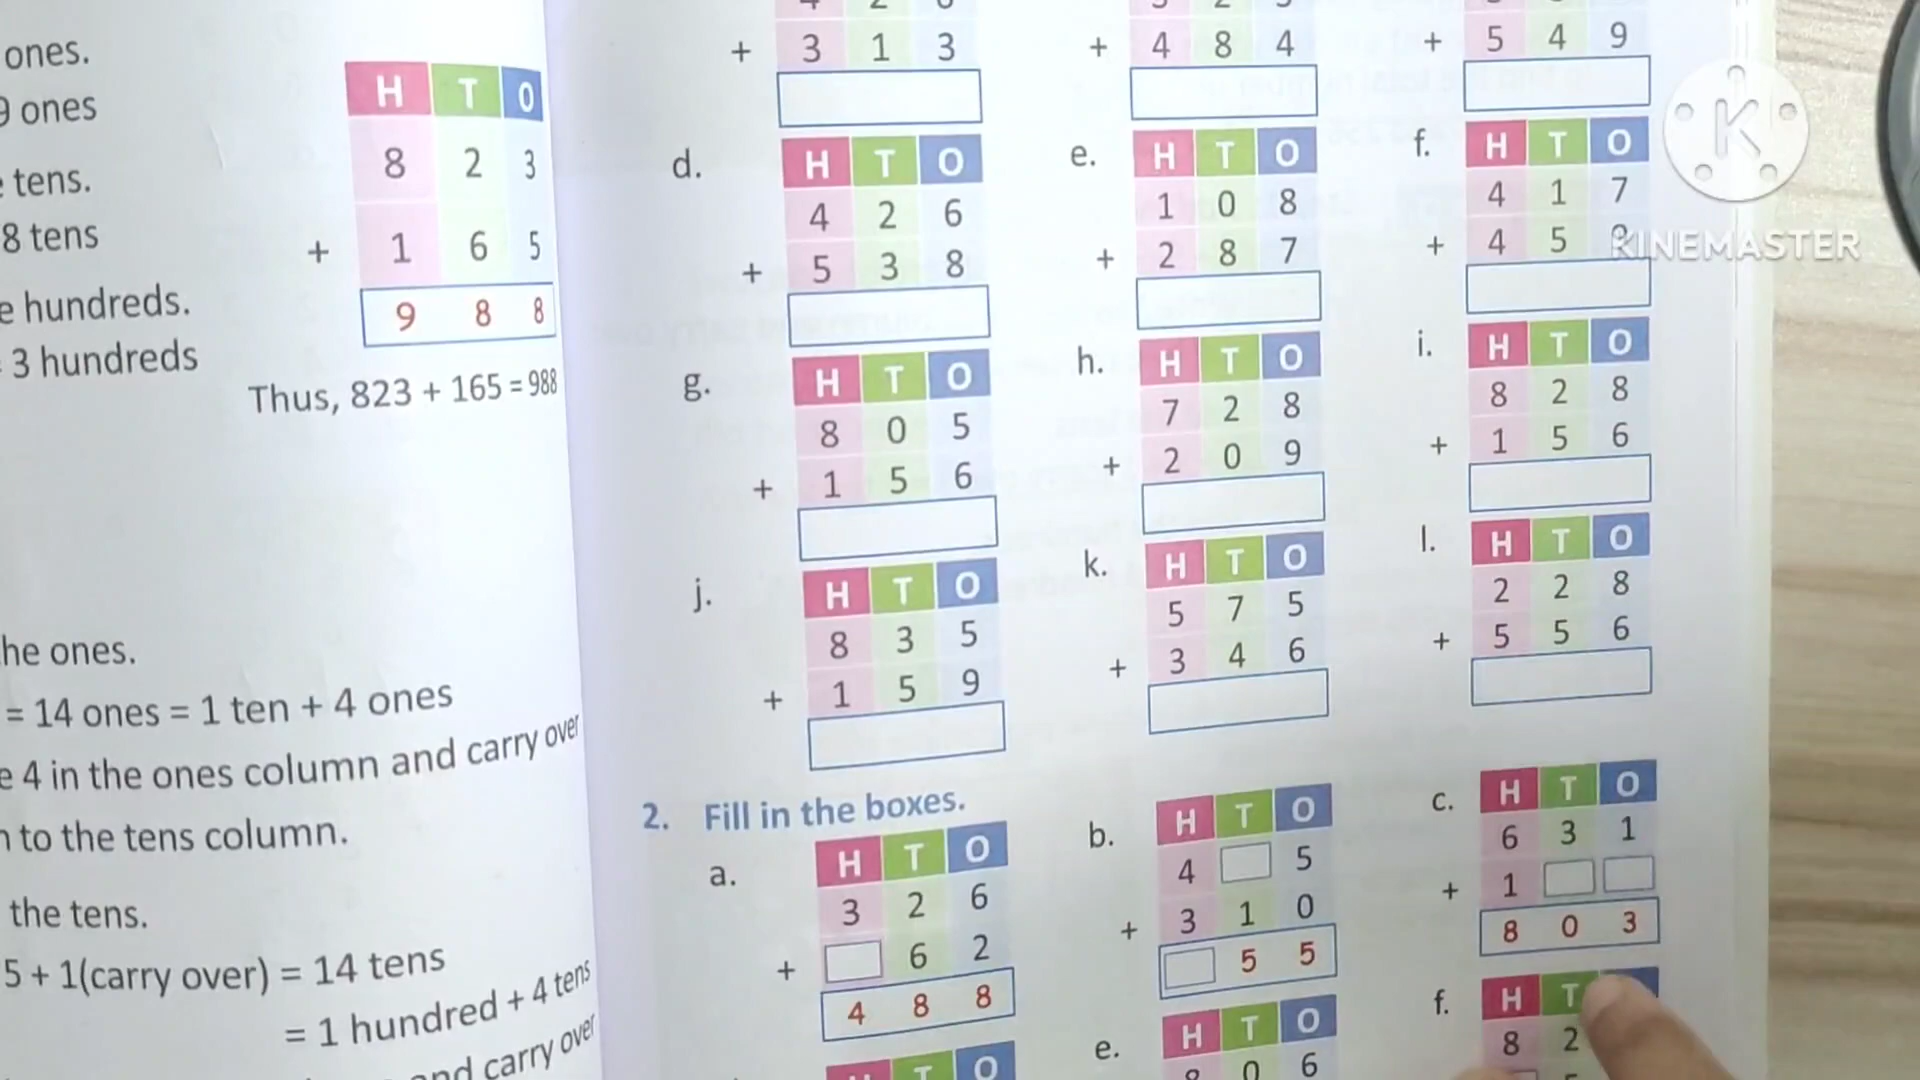 ones.
9 ones
tens.
8 tens
e hundreds.
3 hundreds
H T O
8 2 3
+ 1 6 5
9 8 8
Thus, 823 + 165 = 988
he ones.
= 14 ones = 1 ten + 4 ones
e 4 in the ones column and carry over
n to the tens column.
the tens.
5 + 1(carry over) = 14 tens
= 1 hundred + 4 tens
and carry over
+ 3 1 3
+ 4 8 4
+ 5 4 9
d.
H T O
4 2 6
+ 5 3 8
e.
H T O
1 0 8
+ 2 8 7
f.
H T O
4 1 7
+ 4 5
g.
H T O
8 0 5
+ 1 5 6
h.
H T O
7 2 8
+ 2 0 9
i.
H T O
8 2 8
+ 1 5 6
j.
H T O
8 3 5
+ 1 5 9
k.
H T O
5 7 5
+ 3 4 6
l.
H T O
2 2 8
+ 5 5 6
2. Fill in the boxes.
a.
H T O
3 2 6
+ 6 2
4 8 8
b.
H T O
4 5
+ 3 1 0
5 5
c.
H T O
6 3 1
+ 1
8 0 3
H T O
e.
H T O
0 6
f.
H T
8 2
K
KINEMASTER